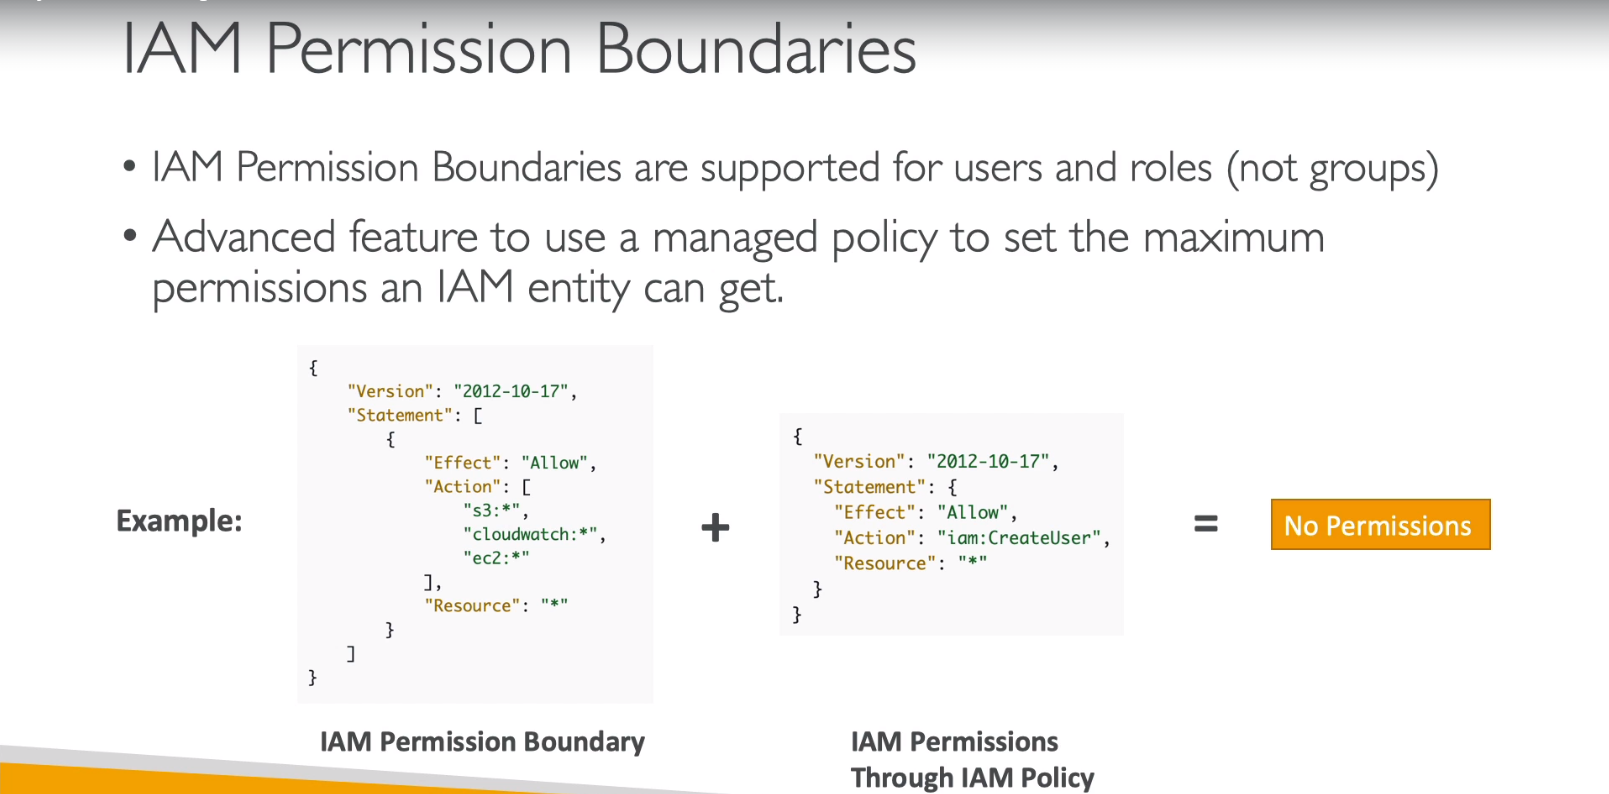 IAM Permission Boundaries
• IAM Permission Boundaries are supported for users and roles (not groups)
• Advanced feature to use a managed policy to set the maximum
permissions an IAM entity can get.
Example:
{
"Version": "2012-10-17",
"Statement": [
{
"Effect": "Allow",
"Action": [
"s3:*",
"cloudwatch:*",
"ec2:*"
],
"Resource": "*"
}
]
}
IAM Permission Boundary
+
{
"Version": "2012-10-17",
"Statement": {
"Effect": "Allow",
"Action": "iam:CreateUser",
"Resource": "*"
}
}
IAM Permissions
Through IAM Policy
=
No Permissions